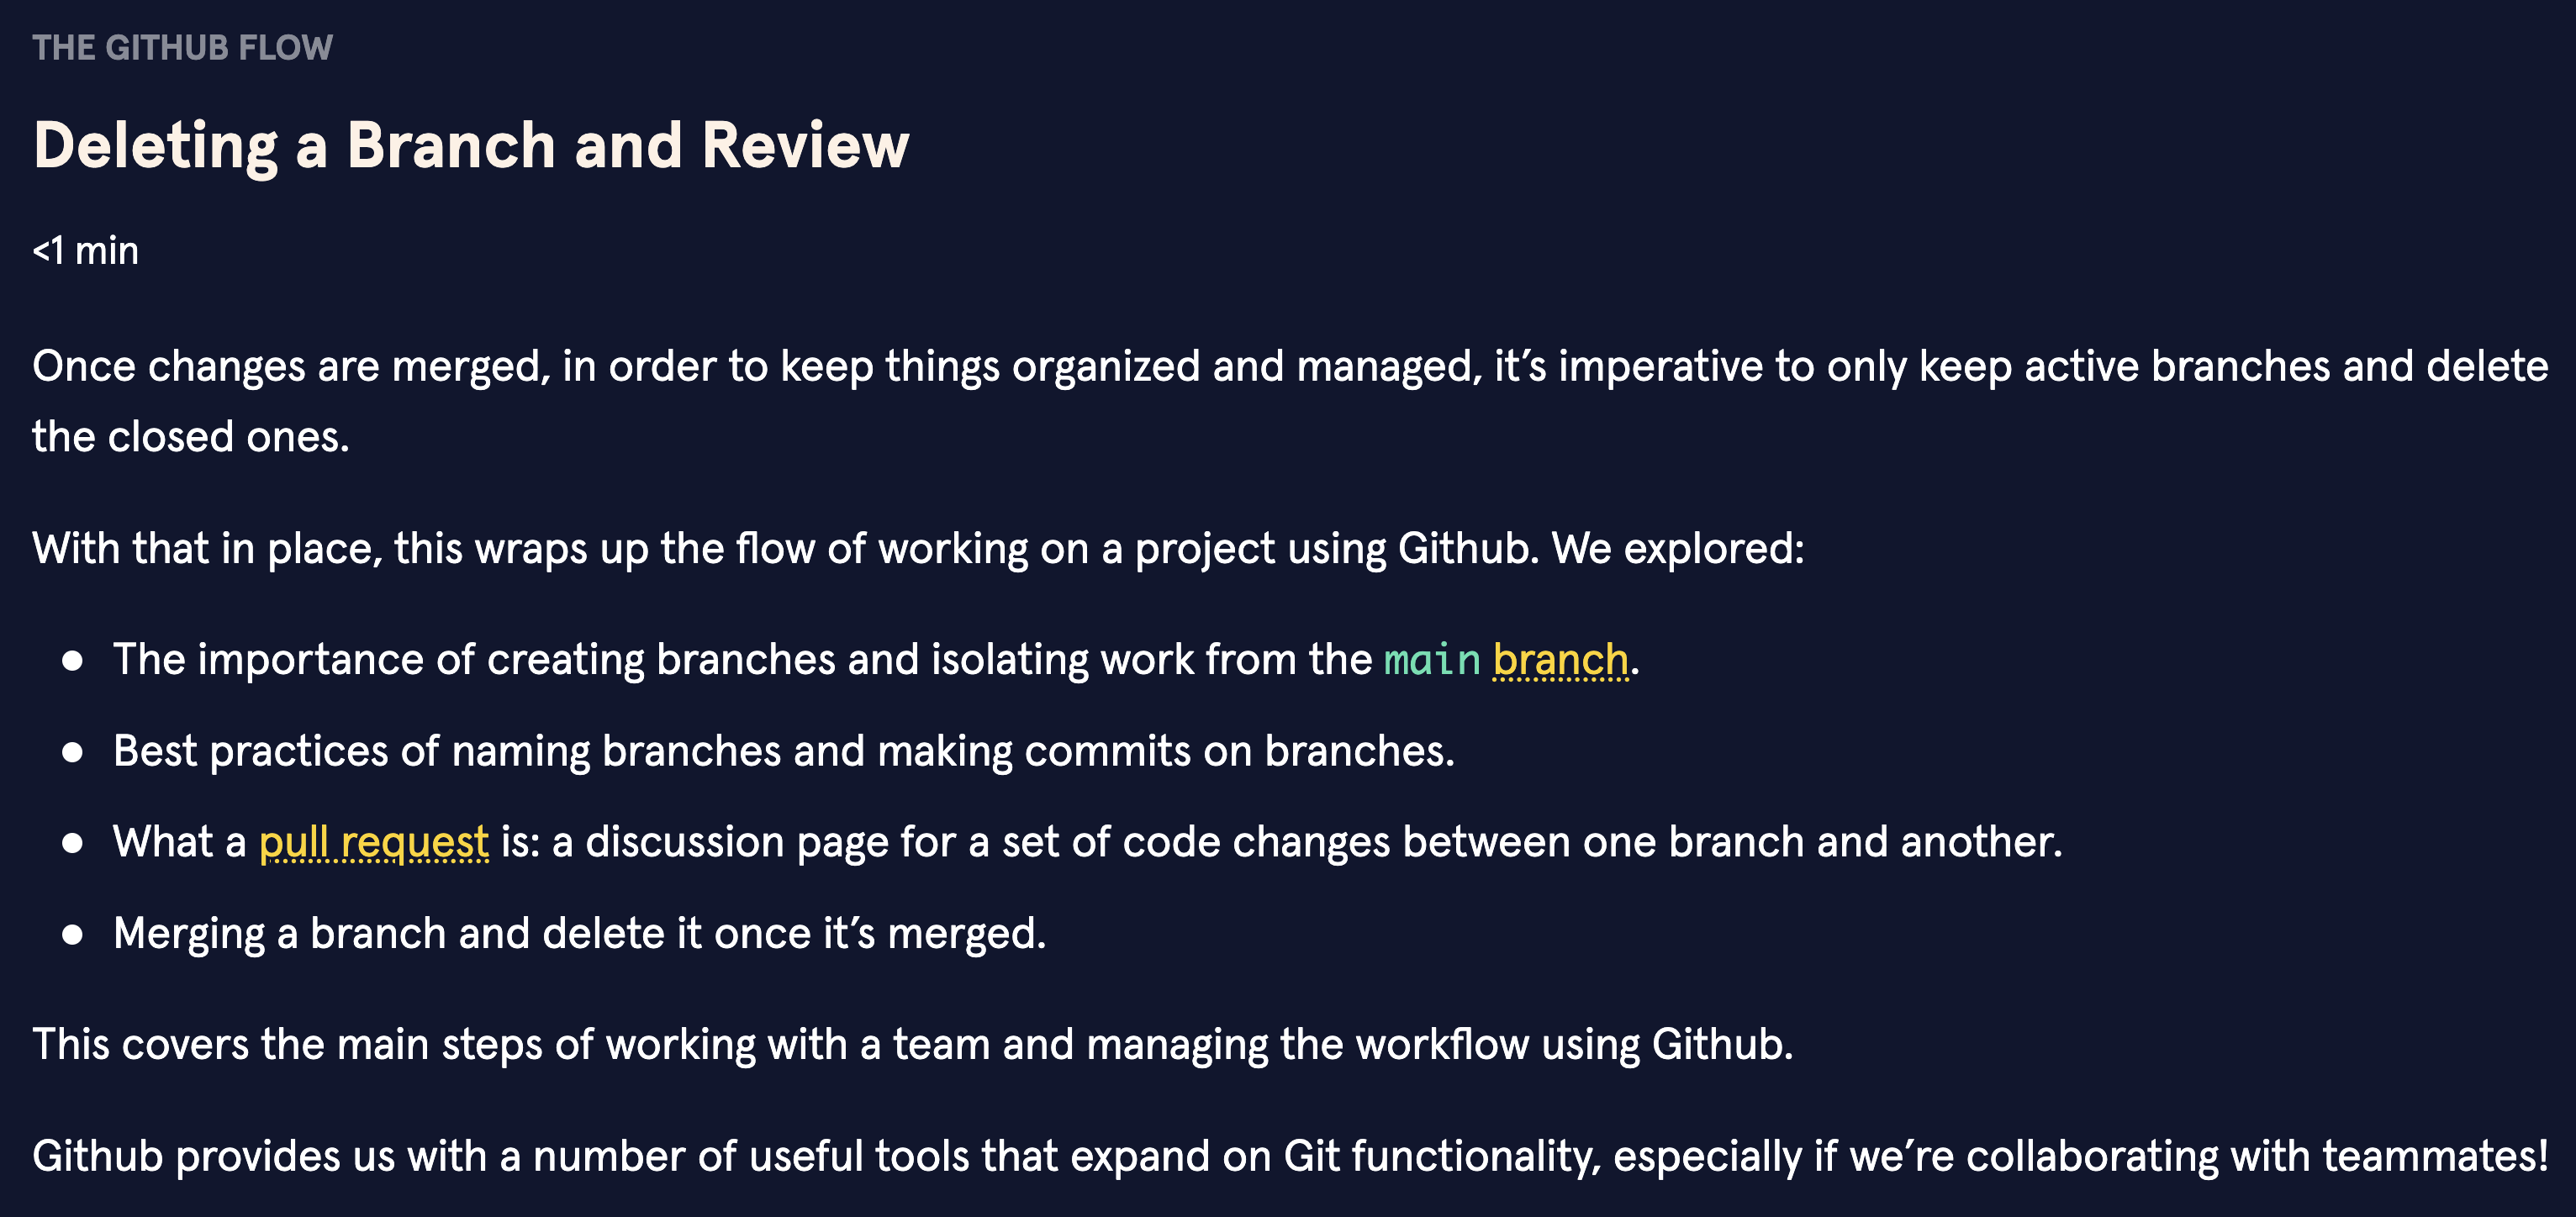 THE GITHUB FLOW
Deleting a Branch and Review
<1 min
Once changes are merged, in order to keep things organized and managed, it’s imperative to only keep active branches and delete
the closed ones.
With that in place, this wraps up the flow of working on a project using Github. We explored:
● The importance of creating branches and isolating work from the main branch.
● Best practices of naming branches and making commits on branches.
● What a pull request is: a discussion page for a set of code changes between one branch and another.
● Merging a branch and delete it once it’s merged.
This covers the main steps of working with a team and managing the workflow using Github.
Github provides us with a number of useful tools that expand on Git functionality, especially if we’re collaborating with teammates!